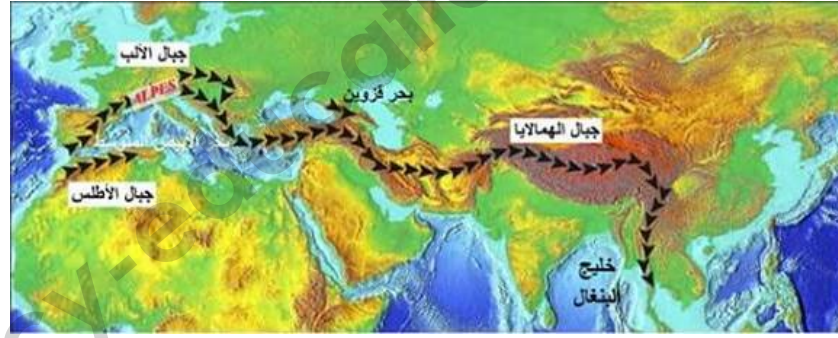 جبال الألب
ALPES
بحر قزوين
جبال الهمالايا
جبال الأطلس
خليج
البنغال